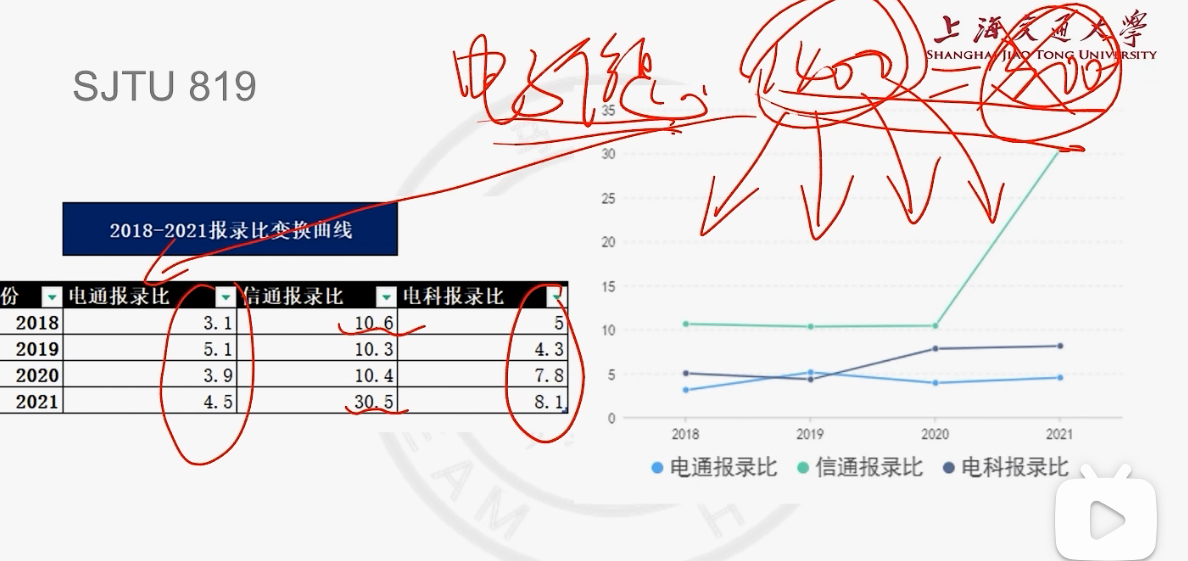 上海交通大学
SHANGHAI JIAO TONG UNIVERSITY
SJTU 819
2018-2021报录比变换曲线
份 电通报录比 信通报录比 电科报录比
2018 3.1 10.6 5
2019 5.1 10.3 4.3
2020 3.9 10.4 7.8
2021 4.5 30.5 8.1
35
30
25
20
15
10
5
0
2018 2019 2020 2021
电通报录比 信通报录比 电科报录比